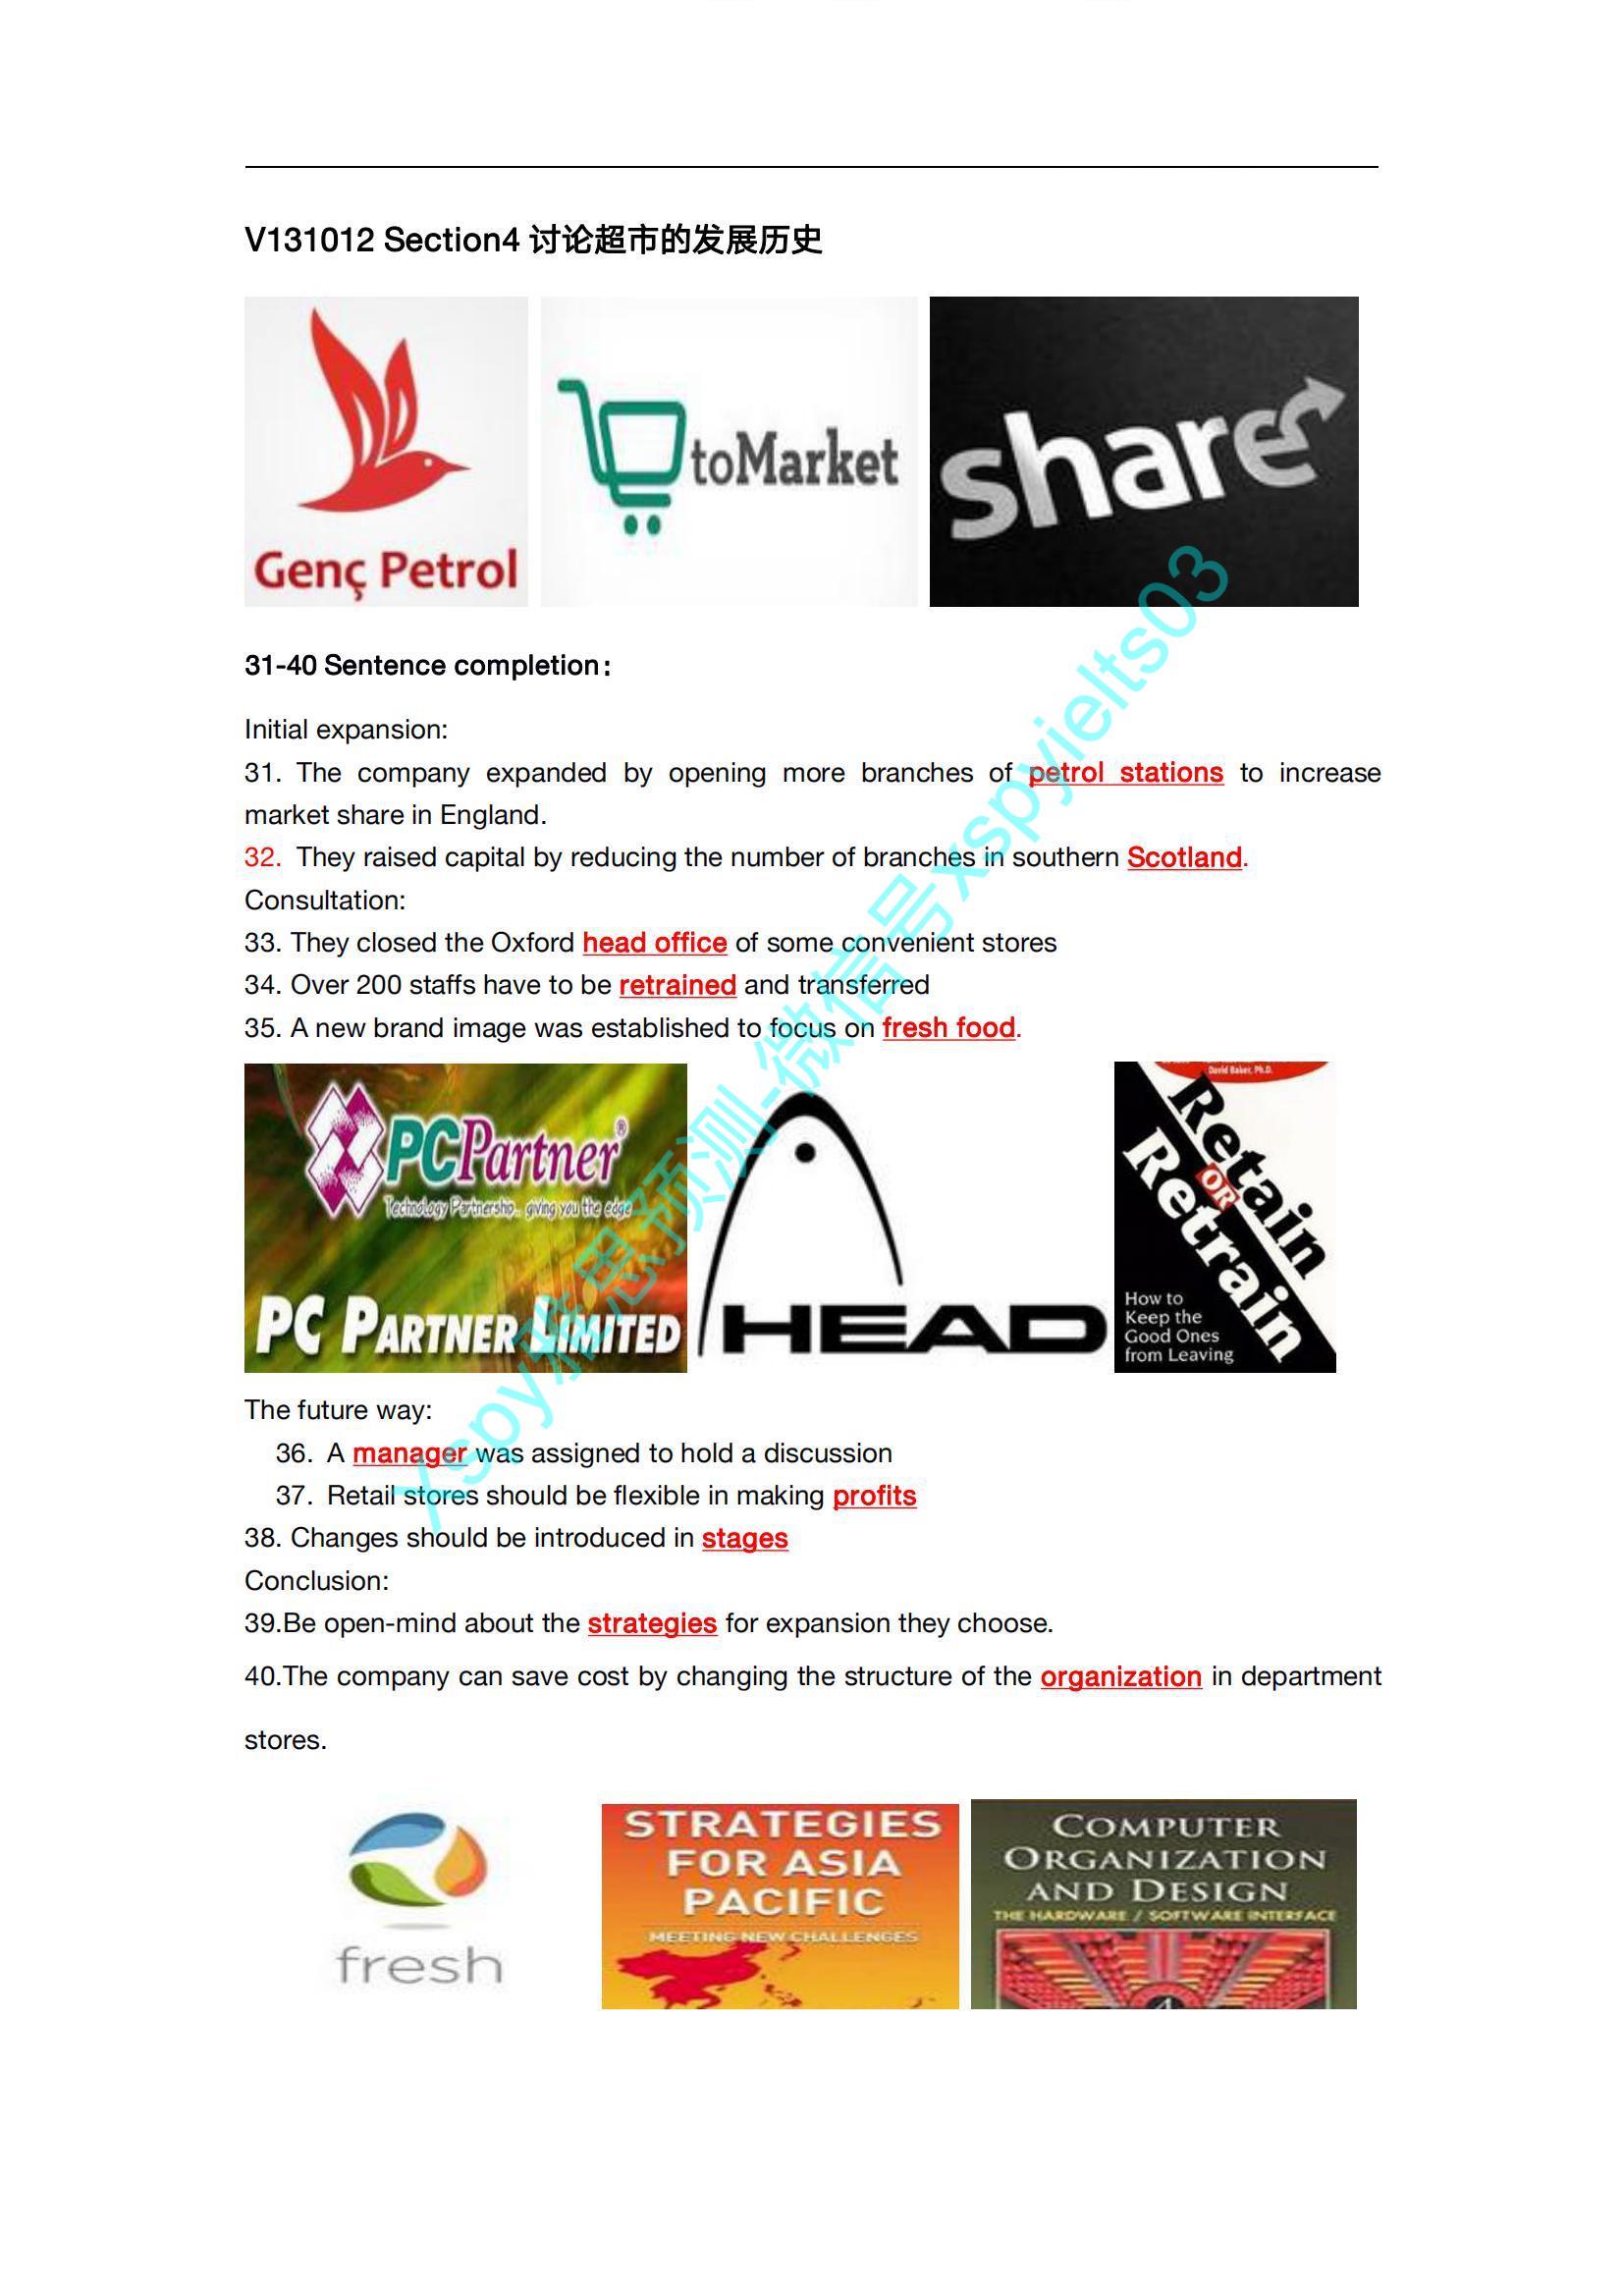 V131012 Section4 讨论超市的发展历史
Genç Petrol
toMarket
share
31-40 Sentence completion：
Initial expansion:
31. The company expanded by opening more branches of petrol stations to increase
market share in England.
32. They raised capital by reducing the number of branches in southern Scotland.
Consultation:
33. They closed the Oxford head office of some convenient stores
34. Over 200 staffs have to be retrained and transferred
35. A new brand image was established to focus on fresh food.
PCPartner®
Technology Partnership.. giving you the edge
PC PARTNER LIMITED
HEAD
David Baker, Ph.D.
Retain
OR
Retrain
How to
Keep the
Good Ones
from Leaving
The future way:
36. A manager was assigned to hold a discussion
37. Retail stores should be flexible in making profits
38. Changes should be introduced in stages
Conclusion:
39.Be open-mind about the strategies for expansion they choose.
40.The company can save cost by changing the structure of the organization in department
stores.
fresh
STRATEGIES
FOR ASIA
PACIFIC
MEETING NEW CHALLENGES
COMPUTER
ORGANIZATION
AND DESIGN
THE HARDWARE / SOFTWARE INTERFACE
4
Xspy雅思预测-微信号xspyielts03